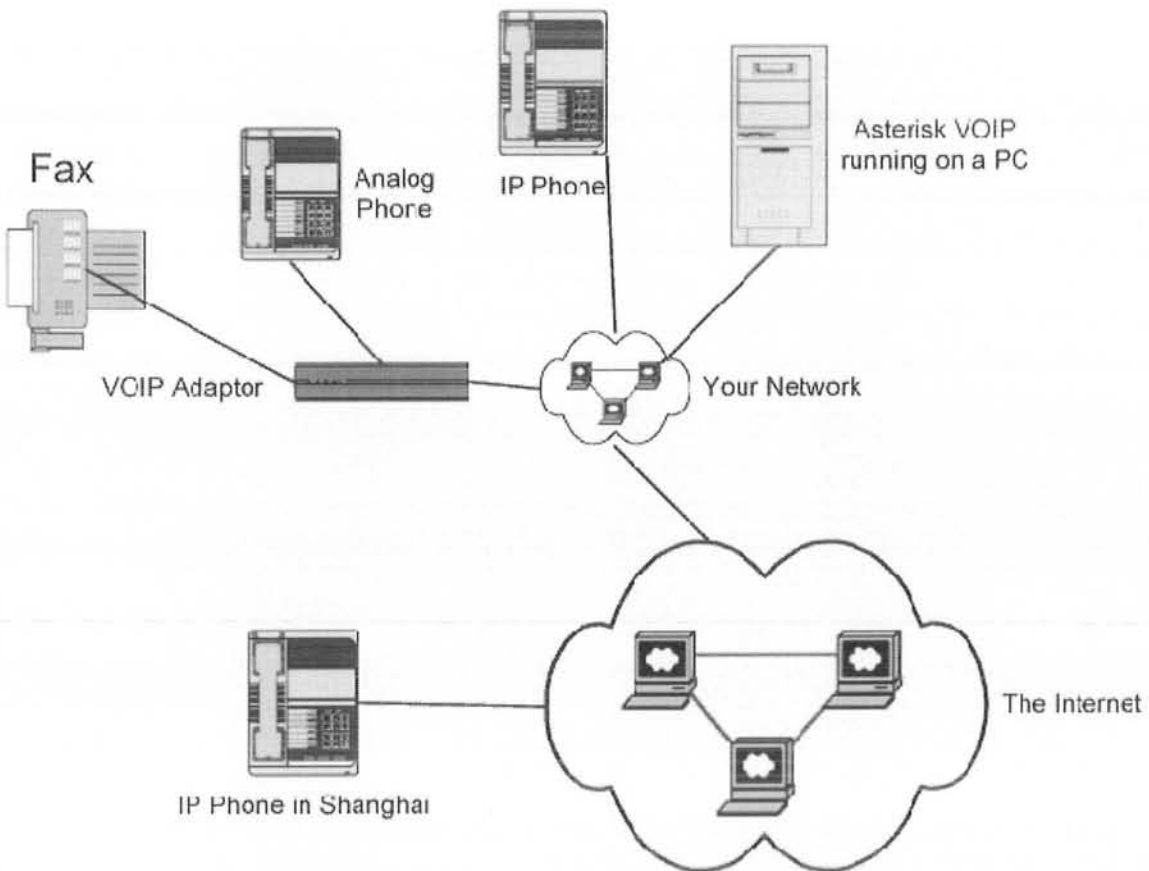 IP Phone
Asterisk VOIP
running on a PC
Fax
Analog
Phone
VOIP Adaptor
Your Network
The Internet
IP Phone in Shanghai